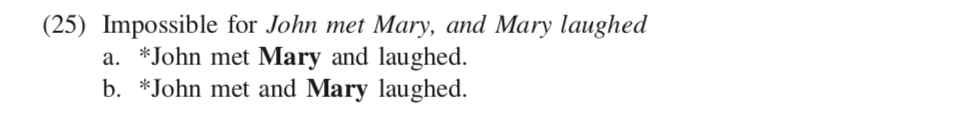 (25) Impossible for John met Mary, and Mary laughed
a. *John met Mary and laughed.
b. *John met and Mary laughed.